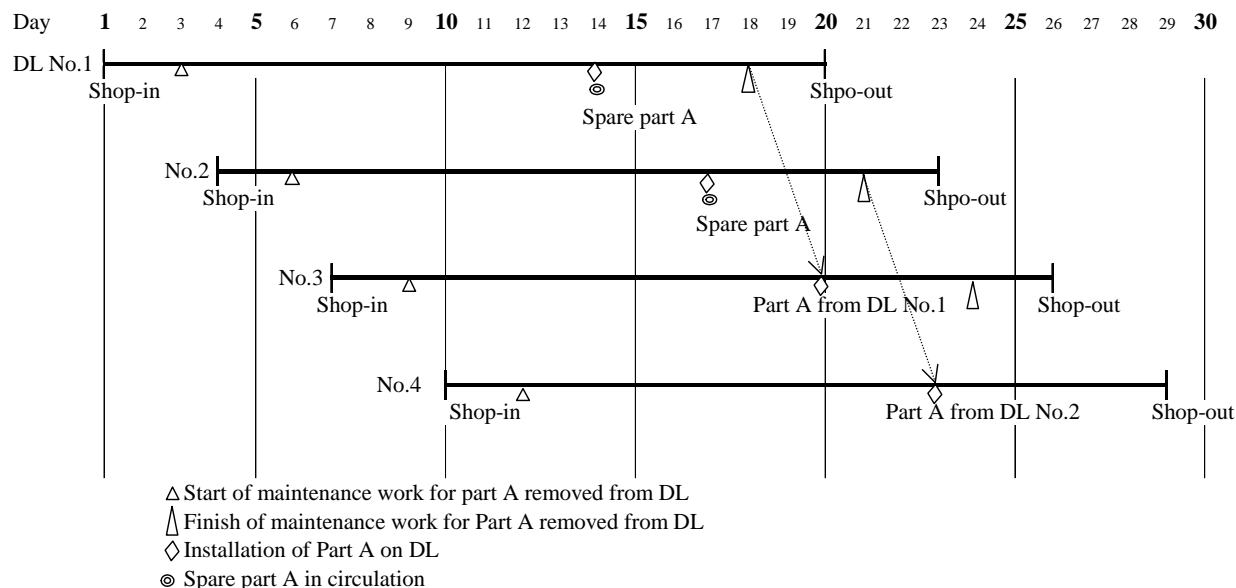 Day 1 2 3 4 5 6 7 8 9 10 11 12 13 14 15 16 17 18 19 20 21 22 23 24 25 26 27 28 29 30
DL No.1
Shop-in Shpo-out
Spare part A
No.2
Shop-in Shpo-out
Spare part A
No.3
Shop-in Part A from DL No.1 Shop-out
No.4
Shop-in Part A from DL No.2 Shop-out
Start of maintenance work for part A removed from DL
Finish of maintenance work for Part A removed from DL
Installation of Part A on DL
Spare part A in circulation